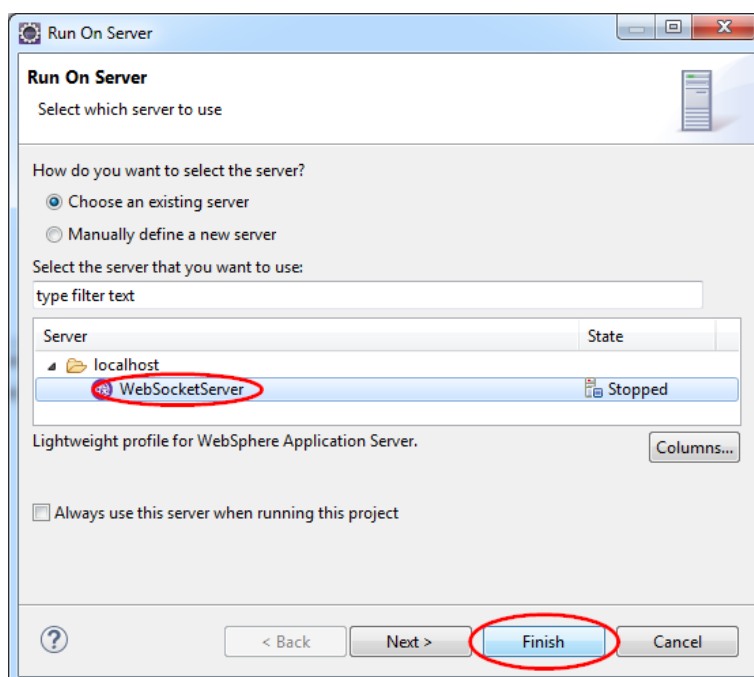 Run On Server
Run On Server
Select which server to use
How do you want to select the server?
Choose an existing server
Manually define a new server
Select the server that you want to use:
type filter text
Server State
localhost
WebSocketServer Stopped
Lightweight profile for WebSphere Application Server.
Columns...
Always use this server when running this project
? < Back Next > Finish Cancel